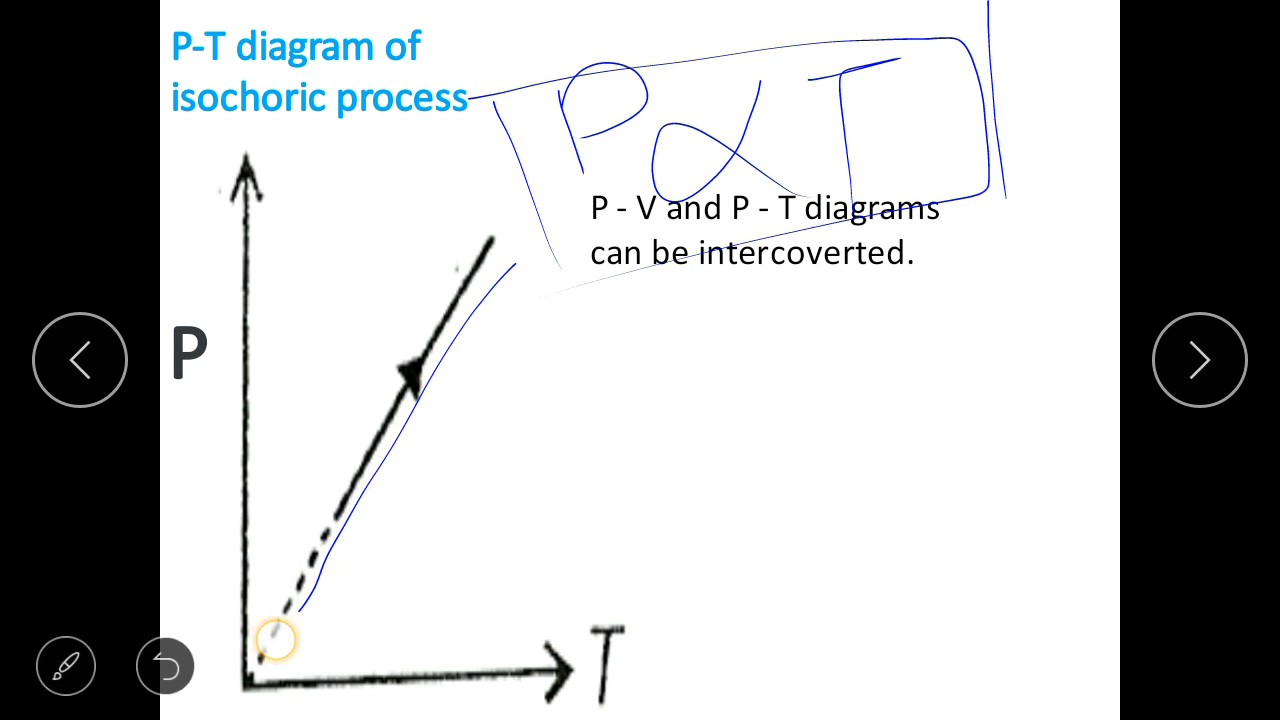 P-T diagram of
isochoric process
P α T
P - V and P - T diagrams
can be intercoverted.
P
T